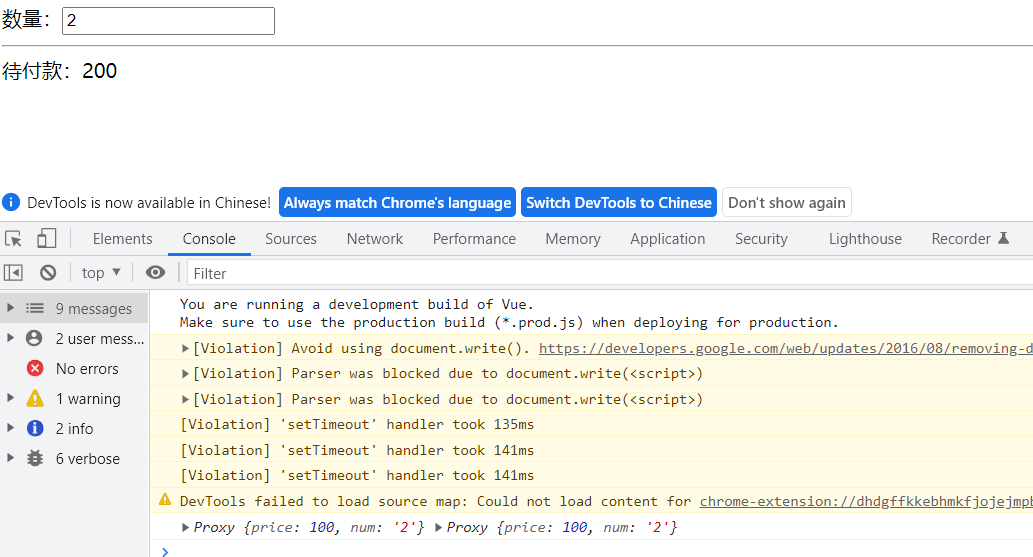 数量：2
待付款：200
DevTools is now available in Chinese! Always match Chrome's language Switch DevTools to Chinese Don't show again
Elements Console Sources Network Performance Memory Application Security Lighthouse Recorder
top Filter
9 messages
2 user mess...
No errors
1 warning
2 info
6 verbose
You are running a development build of Vue.
Make sure to use the production build (*.prod.js) when deploying for production.
[Violation] Avoid using document.write(). https://developers.google.com/web/updates/2016/08/removing-d
[Violation] Parser was blocked due to document.write(<script>)
[Violation] Parser was blocked due to document.write(<script>)
[Violation] 'setTimeout' handler took 135ms
[Violation] 'setTimeout' handler took 141ms
[Violation] 'setTimeout' handler took 141ms
DevTools failed to load source map: Could not load content for chrome-extension://dhdgffkkebhmkfjojejmpb
Proxy {price: 100, num: '2'} Proxy {price: 100, num: '2'}